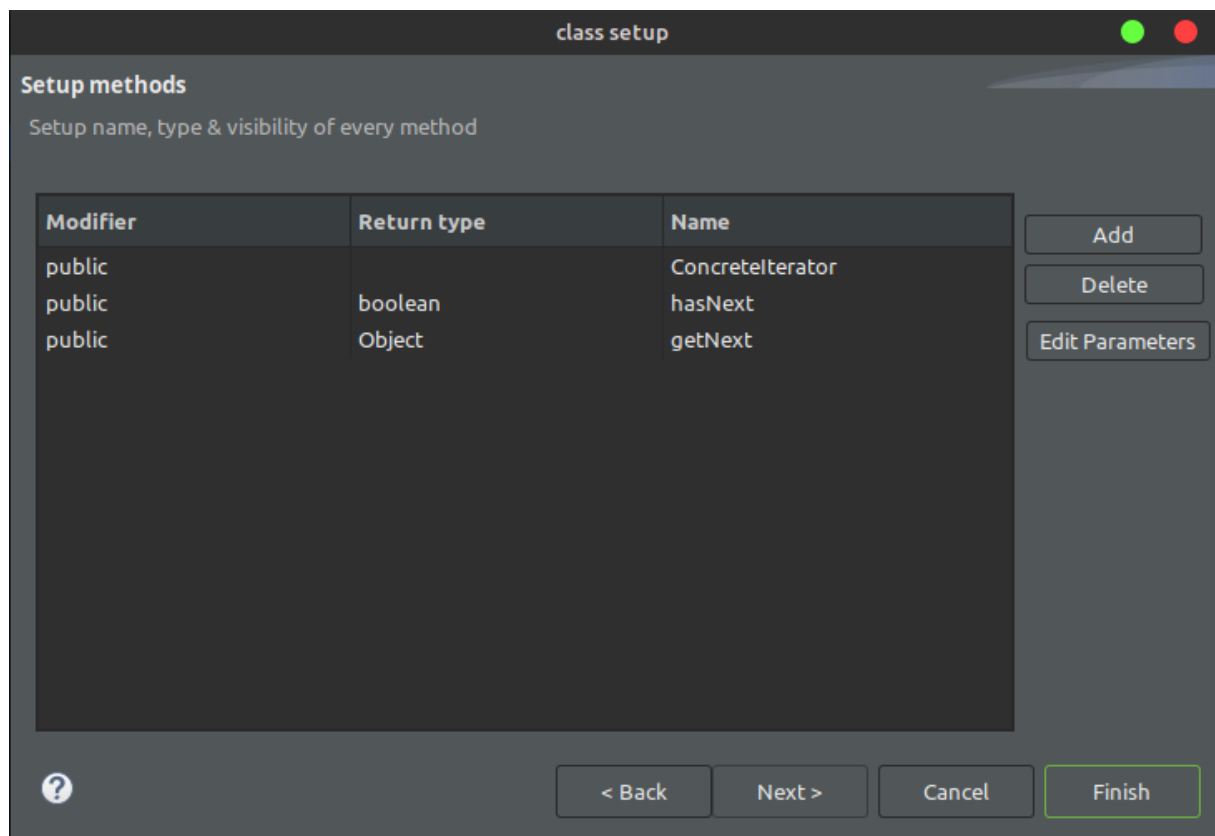 class setup
Setup methods
Setup name, type & visibility of every method
Modifier Return type Name
public ConcreteIterator
public boolean hasNext
public Object getNext
Add
Delete
Edit Parameters
?
< Back Next > Cancel Finish